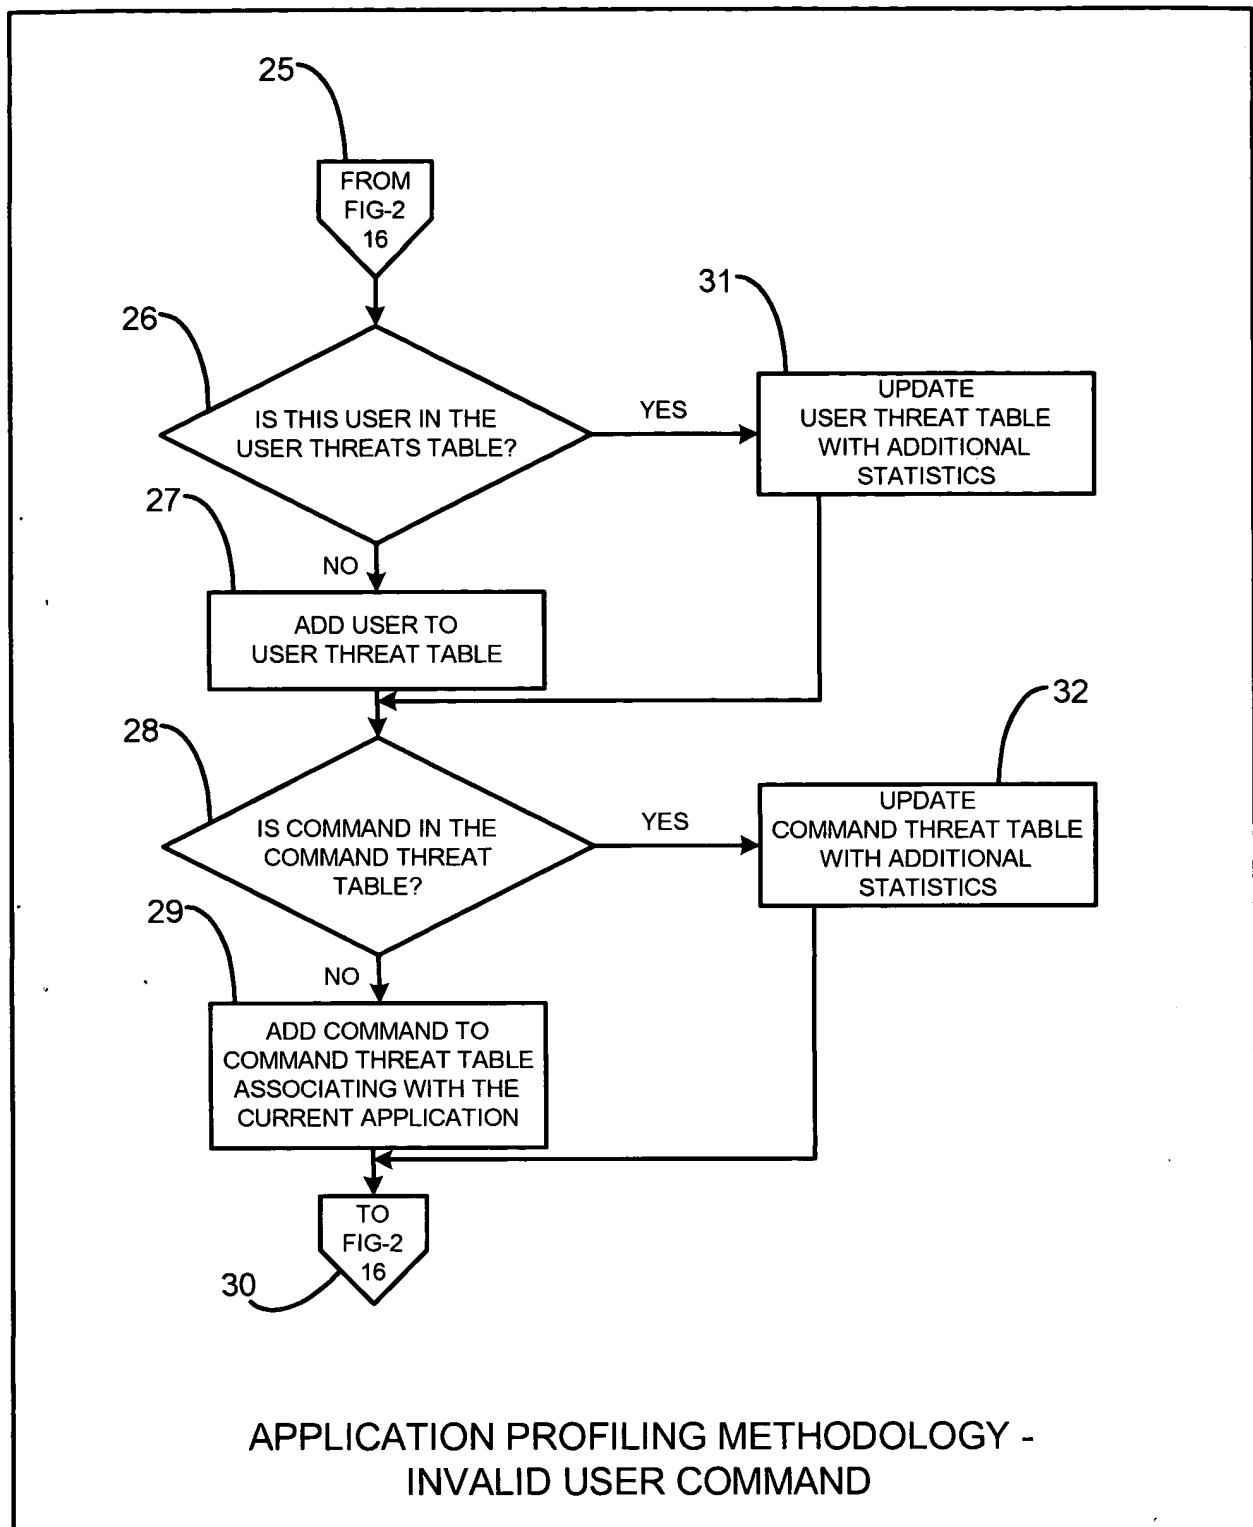 25
FROM
FIG-2
16
26
IS THIS USER IN THE
USER THREATS TABLE?
YES
31
UPDATE
USER THREAT TABLE
WITH ADDITIONAL
STATISTICS
NO
27
ADD USER TO
USER THREAT TABLE
28
IS COMMAND IN THE
COMMAND THREAT
TABLE?
YES
32
UPDATE
COMMAND THREAT TABLE
WITH ADDITIONAL
STATISTICS
NO
29
ADD COMMAND TO
COMMAND THREAT TABLE
ASSOCIATING WITH THE
CURRENT APPLICATION
TO
FIG-2
16
30
APPLICATION PROFILING METHODOLOGY -
INVALID USER COMMAND